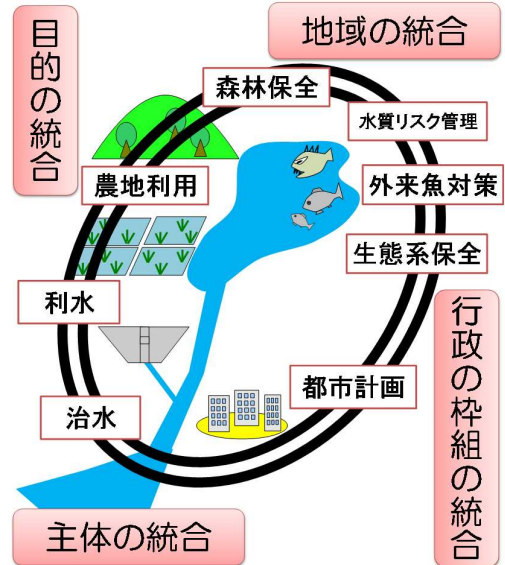 目的の統合
地域の統合
森林保全
水質リスク管理
農地利用
外来魚対策
生態系保全
利水
行政の枠組の統合
都市計画
治水
主体の統合